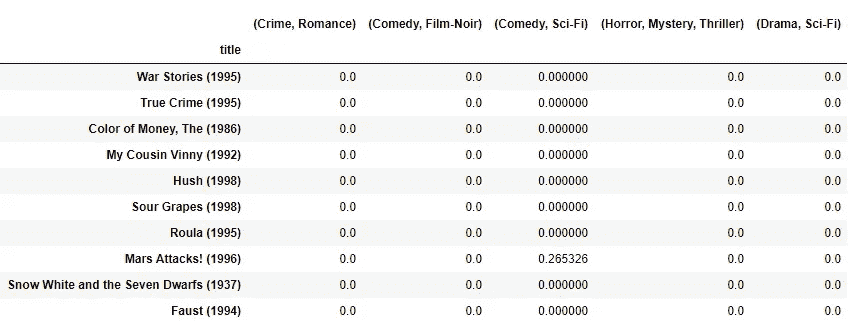 (Crime, Romance) (Comedy, Film-Noir) (Comedy, Sci-Fi) (Horror, Mystery, Thriller) (Drama, Sci-Fi)
title
War Stories (1995) 0.0 0.0 0.000000 0.0 0.0
True Crime (1995) 0.0 0.0 0.000000 0.0 0.0
Color of Money, The (1986) 0.0 0.0 0.000000 0.0 0.0
My Cousin Vinny (1992) 0.0 0.0 0.000000 0.0 0.0
Hush (1998) 0.0 0.0 0.000000 0.0 0.0
Sour Grapes (1998) 0.0 0.0 0.000000 0.0 0.0
Roula (1995) 0.0 0.0 0.000000 0.0 0.0
Mars Attacks! (1996) 0.0 0.0 0.265326 0.0 0.0
Snow White and the Seven Dwarfs (1937) 0.0 0.0 0.000000 0.0 0.0
Faust (1994) 0.0 0.0 0.000000 0.0 0.0